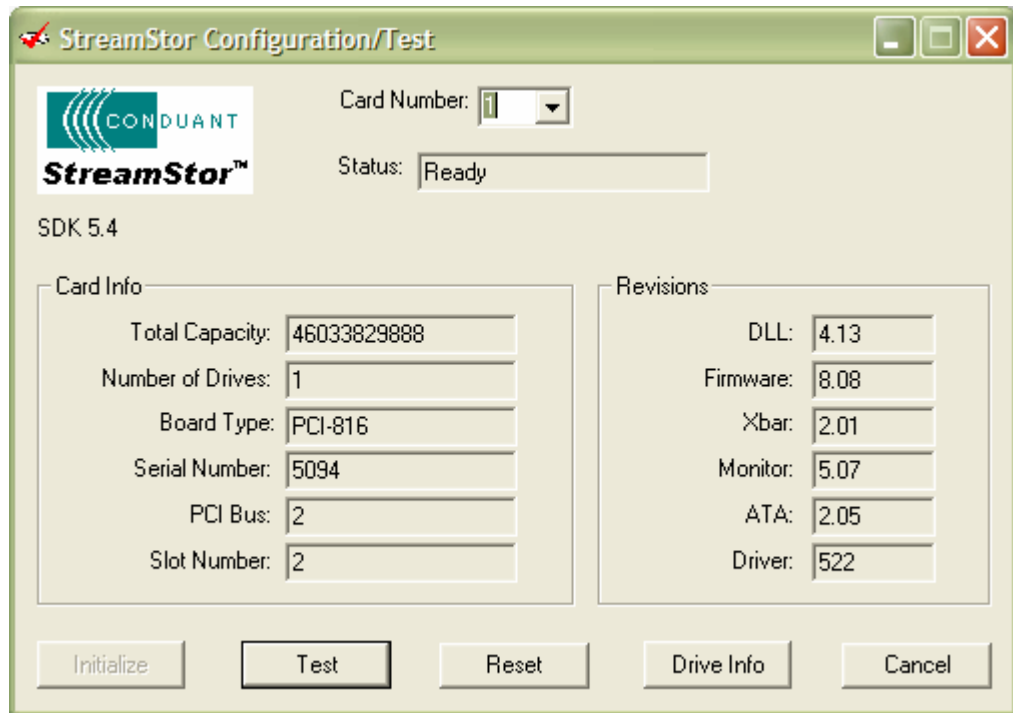 StreamStor Configuration/Test
CONDUANT
StreamStor™
SDK 5.4
Card Number: 1
Status: Ready
Card Info
Total Capacity: 46033829888
Number of Drives: 1
Board Type: PCI-816
Serial Number: 5094
PCI Bus: 2
Slot Number: 2
Revisions
DLL: 4.13
Firmware: 8.08
Xbar: 2.01
Monitor: 5.07
ATA: 2.05
Driver: 522
Initialize
Test
Reset
Drive Info
Cancel